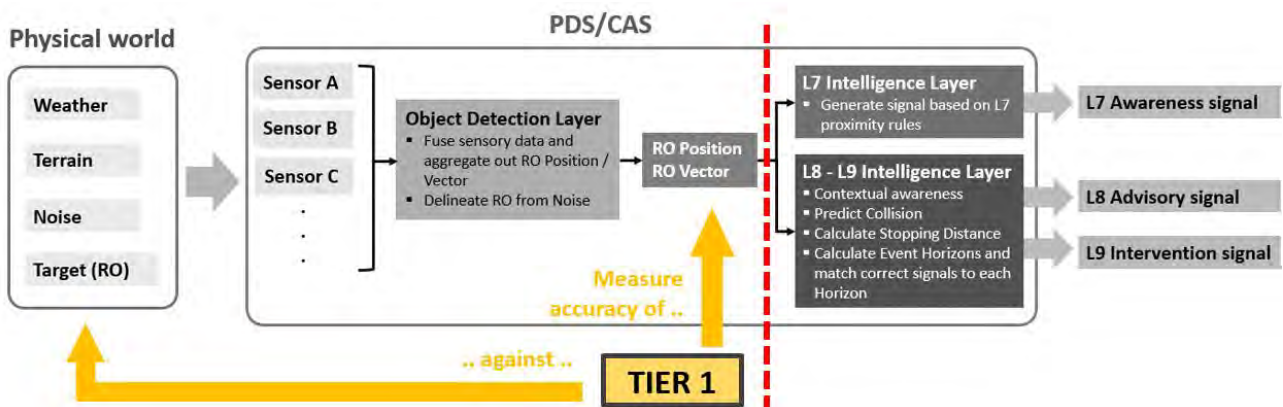 PDS/CAS
Physical world
Weather
Terrain
Noise
Target (RO)
Sensor A
Sensor B
Sensor C
Object Detection Layer
▪ Fuse sensory data and
aggregate out RO Position /
Vector
▪ Delineate RO from Noise
RO Position
RO Vector
L7 Intelligence Layer
▪ Generate signal based on L7
proximity rules
L8 - L9 Intelligence Layer
▪ Contextual awareness
▪ Predict Collision
▪ Calculate Stopping Distance
▪ Calculate Event Horizons and
match correct signals to each
Horizon
L7 Awareness signal
L8 Advisory signal
L9 Intervention signal
Measure
accuracy of ..
.. against ..
TIER 1